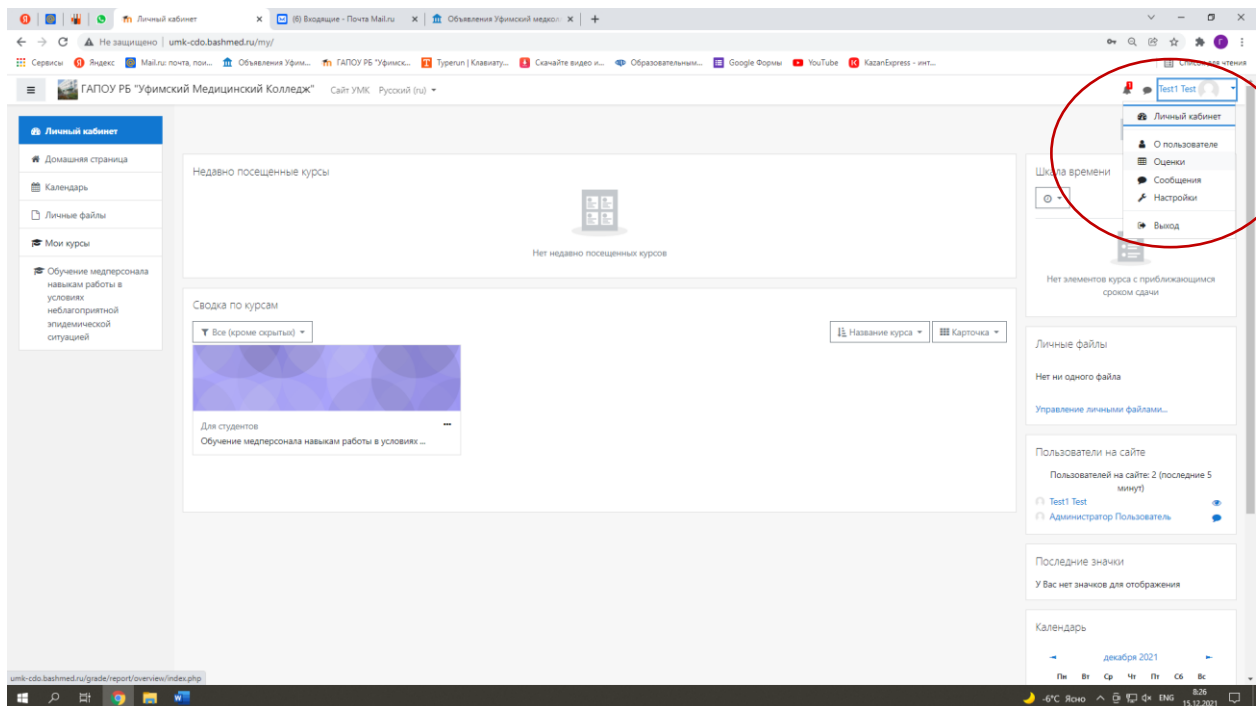 Личный кабинет
(6) Входящие - Почта Mail.ru
Объявления Уфимский медкол
Не защищено
umk-cdo.bashmed.ru/my/
Сервисы
Яндекс
Mail.ru: почта, пои...
Объявления Уфим...
ГАПОУ РБ "Уфимск...
Typerun | Клавиату...
Скачайте видео и...
Образовательным...
Google Формы
YouTube
KazanExpress - инт...
для чтения
ГАПОУ РБ "Уфимский Медицинский Колледж"
Сайт УМК
Русский (ru)
Test1 Test
Личный кабинет
О пользователе
Оценки
Сообщения
Настройки
Выход
Личный кабинет
Домашняя страница
Календарь
Личные файлы
Мои курсы
Обучение медперсонала
навыкам работы в
условиях
неблагоприятной
эпидемической
ситуацией
Недавно посещенные курсы
Нет недавно посещенных курсов
Сводка по курсам
Все (кроме скрытых)
Название курса
Карточка
Для студентов
Обучение медперсонала навыкам работы в условиях ...
Шкала времени
Нет элементов курса с приближающимся
сроком сдачи
Личные файлы
Нет ни одного файла
Управление личными файлами...
Пользователи на сайте
Пользователей на сайте: 2 (последние 5
минут)
Test1 Test
Администратор Пользователь
Последние значки
У Вас нет значков для отображения
Календарь
декабря 2021
Пн Вт Ср Чт Пт Сб Вс
umk-cdo.bashmed.ru/grade/report/overview/index.php
-6°C Ясно
ENG
8:26
15.12.2021